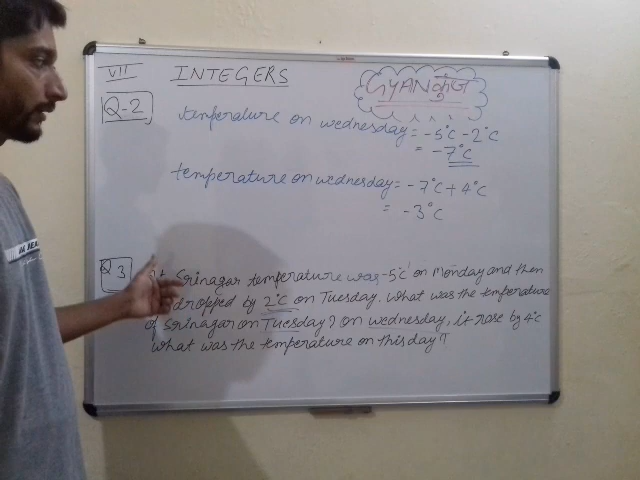 VII
INTEGERS
GYANकुंज
Q-2
temperature on wednesday = -5°C - 2°C
= -7°C
temperature on wednesday = -7°C + 4°C
= -3°C
Q 3
At Srinagar temperature was -5°C on Monday and then
dropped by 2°C on Tuesday. What was the temperature
of Srinagar on Tuesday? on wednesday, it rose by 4°C
what was the temperature on this day?